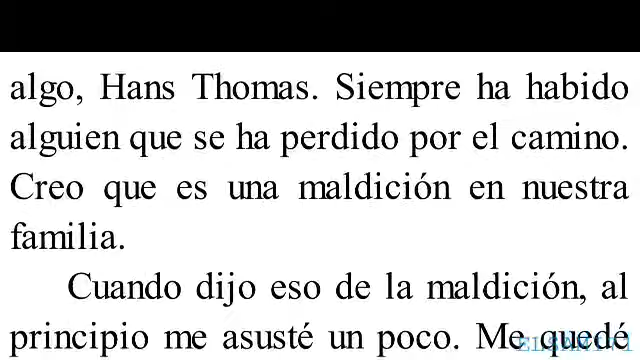 algo, Hans Thomas. Siempre ha habido
alguien que se ha perdido por el camino.
Creo que es una maldición en nuestra
familia.
Cuando dijo eso de la maldición, al
principio me asusté un poco. Me quedé